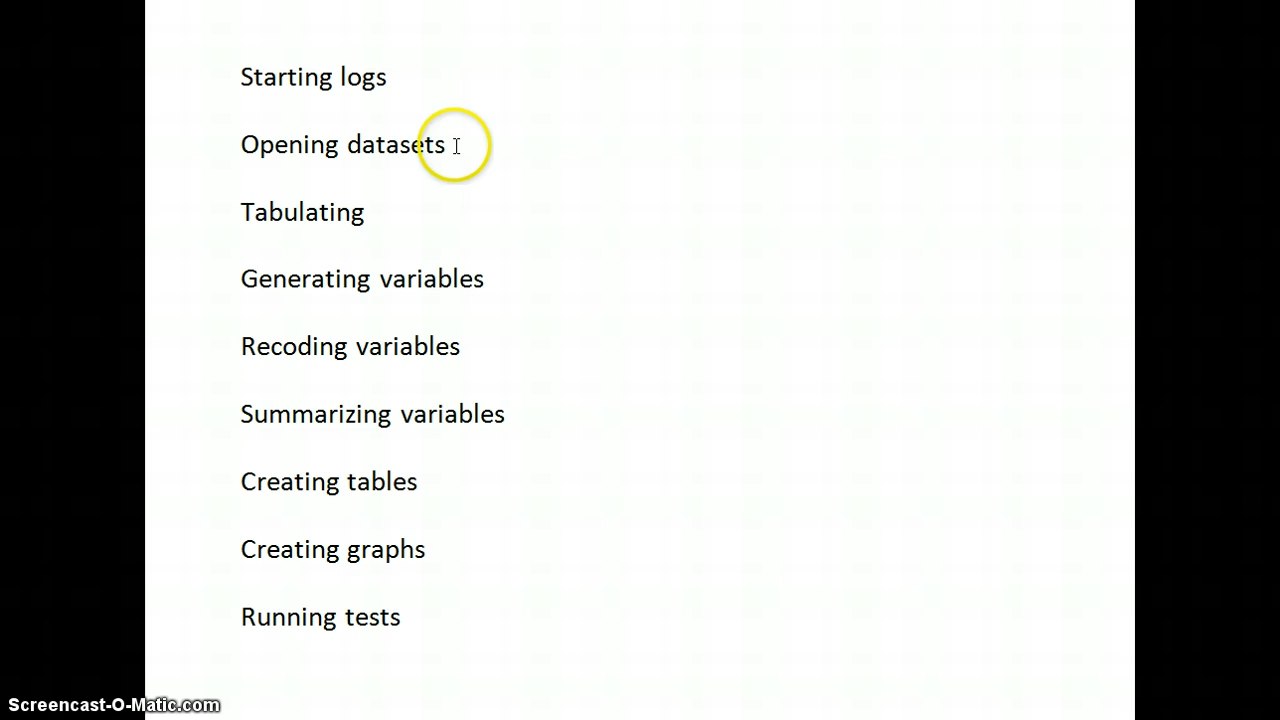 Starting logs
Opening datasets
Tabulating
Generating variables
Recoding variables
Summarizing variables
Creating tables
Creating graphs
Running tests
Screencast-O-Matic.com